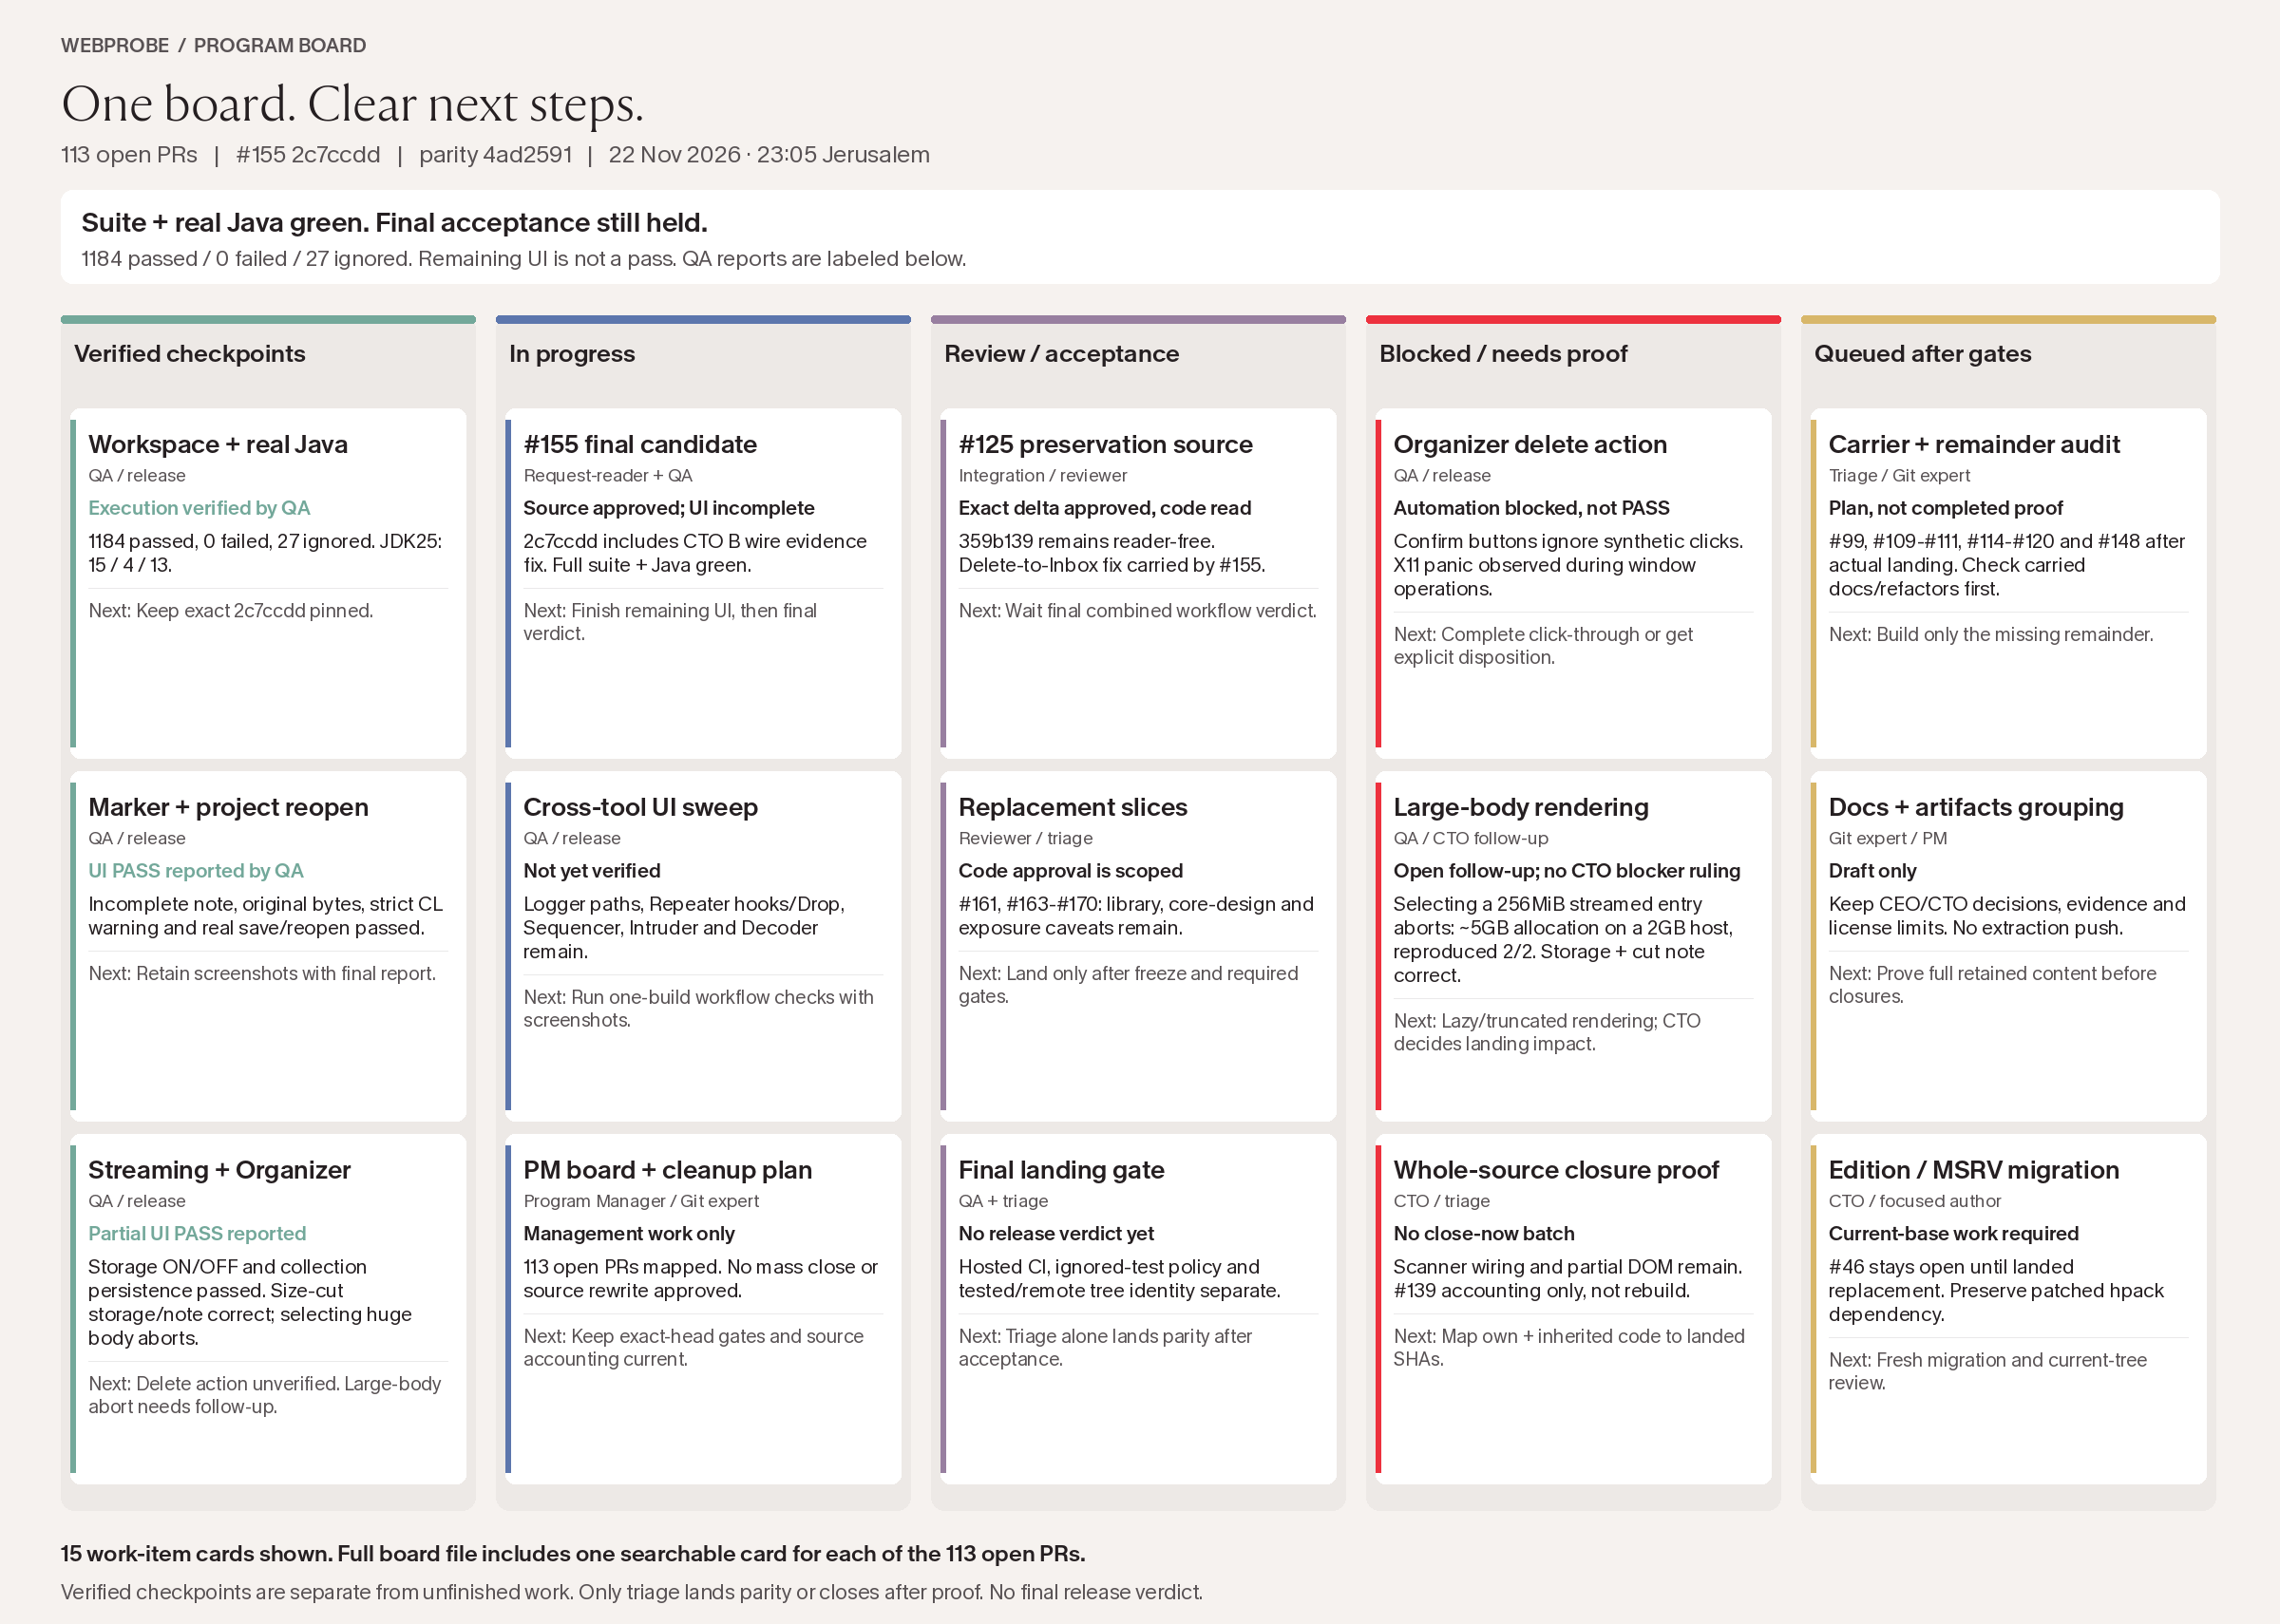 WEBPROBE / PROGRAM BOARD
One board. Clear next steps.
113 open PRs | #155 2c7ccdd | parity 4ad2591 | 22 Nov 2026 · 23:05 Jerusalem
Suite + real Java green. Final acceptance still held.
1184 passed / 0 failed / 27 ignored. Remaining UI is not a pass. QA reports are labeled below.
Verified checkpoints
Workspace + real Java
QA / release
Execution verified by QA
1184 passed, 0 failed, 27 ignored. JDK25:
15 / 4 / 13.
Next: Keep exact 2c7ccdd pinned.
Marker + project reopen
QA / release
UI PASS reported by QA
Incomplete note, original bytes, strict CL
warning and real save/reopen passed.
Next: Retain screenshots with final report.
Streaming + Organizer
QA / release
Partial UI PASS reported
Storage ON/OFF and collection
persistence passed. Size-cut
storage/note correct; selecting huge
body aborts.
Next: Delete action unverified. Large-body
abort needs follow-up.
In progress
#155 final candidate
Request-reader + QA
Source approved; UI incomplete
2c7ccdd includes CTO B wire evidence
fix. Full suite + Java green.
Next: Finish remaining UI, then final
verdict.
Cross-tool UI sweep
QA / release
Not yet verified
Logger paths, Repeater hooks/Drop,
Sequencer, Intruder and Decoder
remain.
Next: Run one-build workflow checks with
screenshots.
PM board + cleanup plan
Program Manager / Git expert
Management work only
113 open PRs mapped. No mass close or
source rewrite approved.
Next: Keep exact-head gates and source
accounting current.
Review / acceptance
#125 preservation source
Integration / reviewer
Exact delta approved, code read
359b139 remains reader-free.
Delete-to-Inbox fix carried by #155.
Next: Wait final combined workflow verdict.
Replacement slices
Reviewer / triage
Code approval is scoped
#161, #163-#170: library, core-design and
exposure caveats remain.
Next: Land only after freeze and required
gates.
Final landing gate
QA + triage
No release verdict yet
Hosted CI, ignored-test policy and
tested/remote tree identity separate.
Next: Triage alone lands parity after
acceptance.
Blocked / needs proof
Organizer delete action
QA / release
Automation blocked, not PASS
Confirm buttons ignore synthetic clicks.
X11 panic observed during window
operations.
Next: Complete click-through or get
explicit disposition.
Large-body rendering
QA / CTO follow-up
Open follow-up; no CTO blocker ruling
Selecting a 256MiB streamed entry
aborts: ~5GB allocation on a 2GB host,
reproduced 2/2. Storage + cut note
correct.
Next: Lazy/truncated rendering; CTO
decides landing impact.
Whole-source closure proof
CTO / triage
No close-now batch
Scanner wiring and partial DOM remain.
#139 accounting only, not rebuild.
Next: Map own + inherited code to landed
SHAs.
Queued after gates
Carrier + remainder audit
Triage / Git expert
Plan, not completed proof
#99, #109-#111, #114-#120 and #148 after
actual landing. Check carried
docs/refactors first.
Next: Build only the missing remainder.
Docs + artifacts grouping
Git expert / PM
Draft only
Keep CEO/CTO decisions, evidence and
license limits. No extraction push.
Next: Prove full retained content before
closures.
Edition / MSRV migration
CTO / focused author
Current-base work required
#46 stays open until landed
replacement. Preserve patched hpack
dependency.
Next: Fresh migration and current-tree
review.
15 work-item cards shown. Full board file includes one searchable card for each of the 113 open PRs.
Verified checkpoints are separate from unfinished work. Only triage lands parity or closes after proof. No final release verdict.